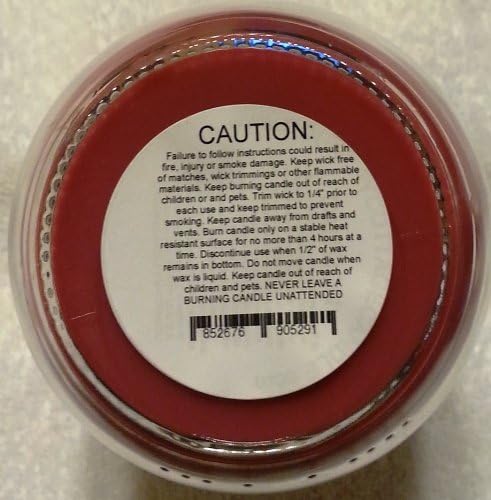 CAUTION:
Failure to follow instructions could result in
fire, injury or smoke damage. Keep wick free
of matches, wick trimmings or other flammable
materials. Keep burning candle out of reach of
children or and pets. Trim wick to 1/4" prior to
each use and keep trimmed to prevent
smoking. Keep candle away from drafts and
vents. Burn candle only on a stable heat
resistant surface for no more than 4 hours at a
time. Discontinue use when 1/2" of wax
remains in bottom. Do not move candle when
wax is liquid. Keep candle out of reach of
children and pets. NEVER LEAVE A
BURNING CANDLE UNATTENDED
852676 905291